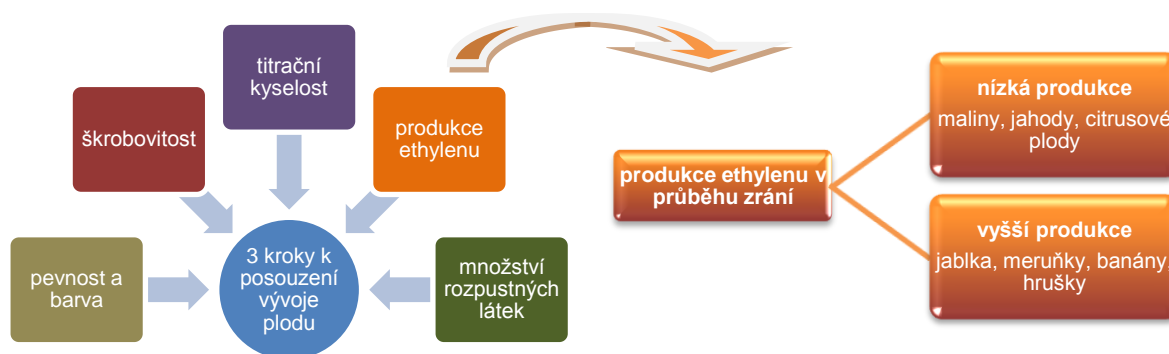 titrační
kyselost
škrobovitost
produkce
ethylenu
pevnost a
barva
3 kroky k
posouzení
vývoje
plodu
množství
rozpustných
látek
produkce ethylenu v
průběhu zrání
nízká produkce
maliny, jahody, citrusové
plody
vyšší produkce
jablka, meruňky, banány,
hrušky